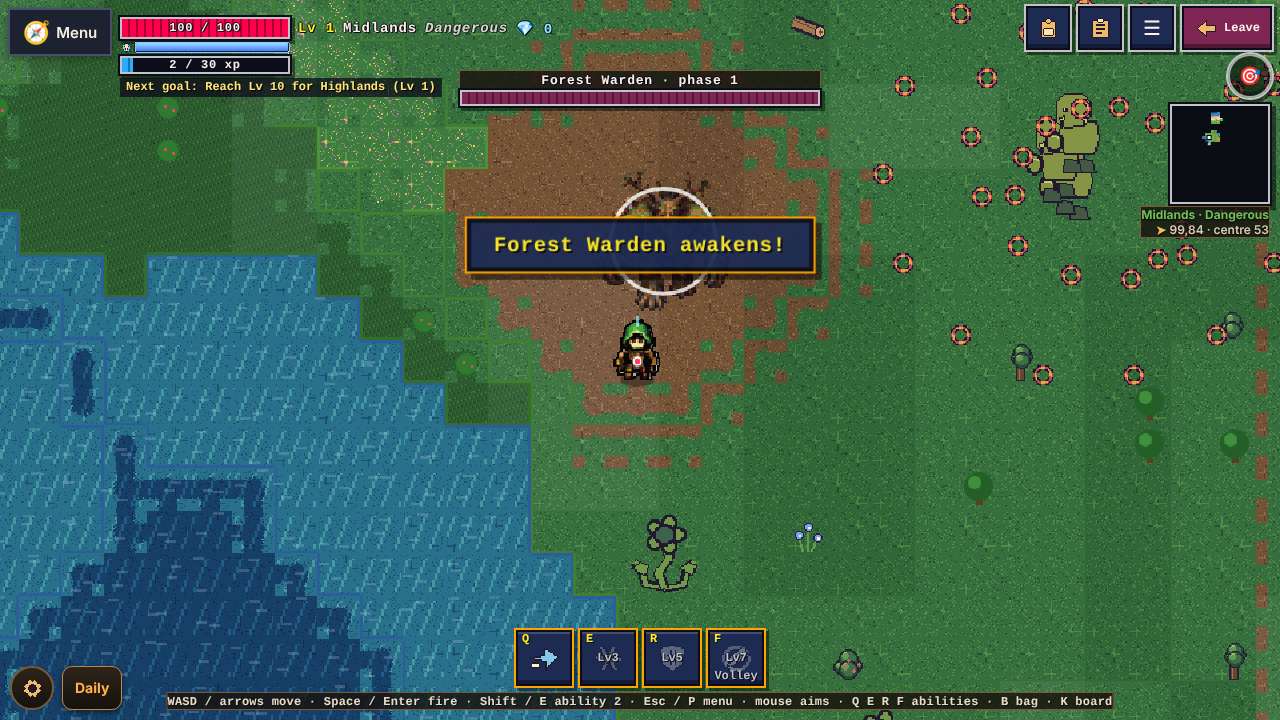 Menu
100 / 100
Lv 1 Midlands Dangerous 0
2 / 30 xp
Next goal: Reach Lv 10 for Highlands (Lv 1)
Forest Warden · phase 1
Leave
Midlands · Dangerous
➤ 99,84 · centre 53
Forest Warden awakens!
Q
E
Lv3
R
Lv5
F
Lv7
Volley
Daily
WASD / arrows move · Space / Enter fire · Shift / E ability 2 · Esc / P menu · mouse aims · Q E R F abilities · B bag · K board